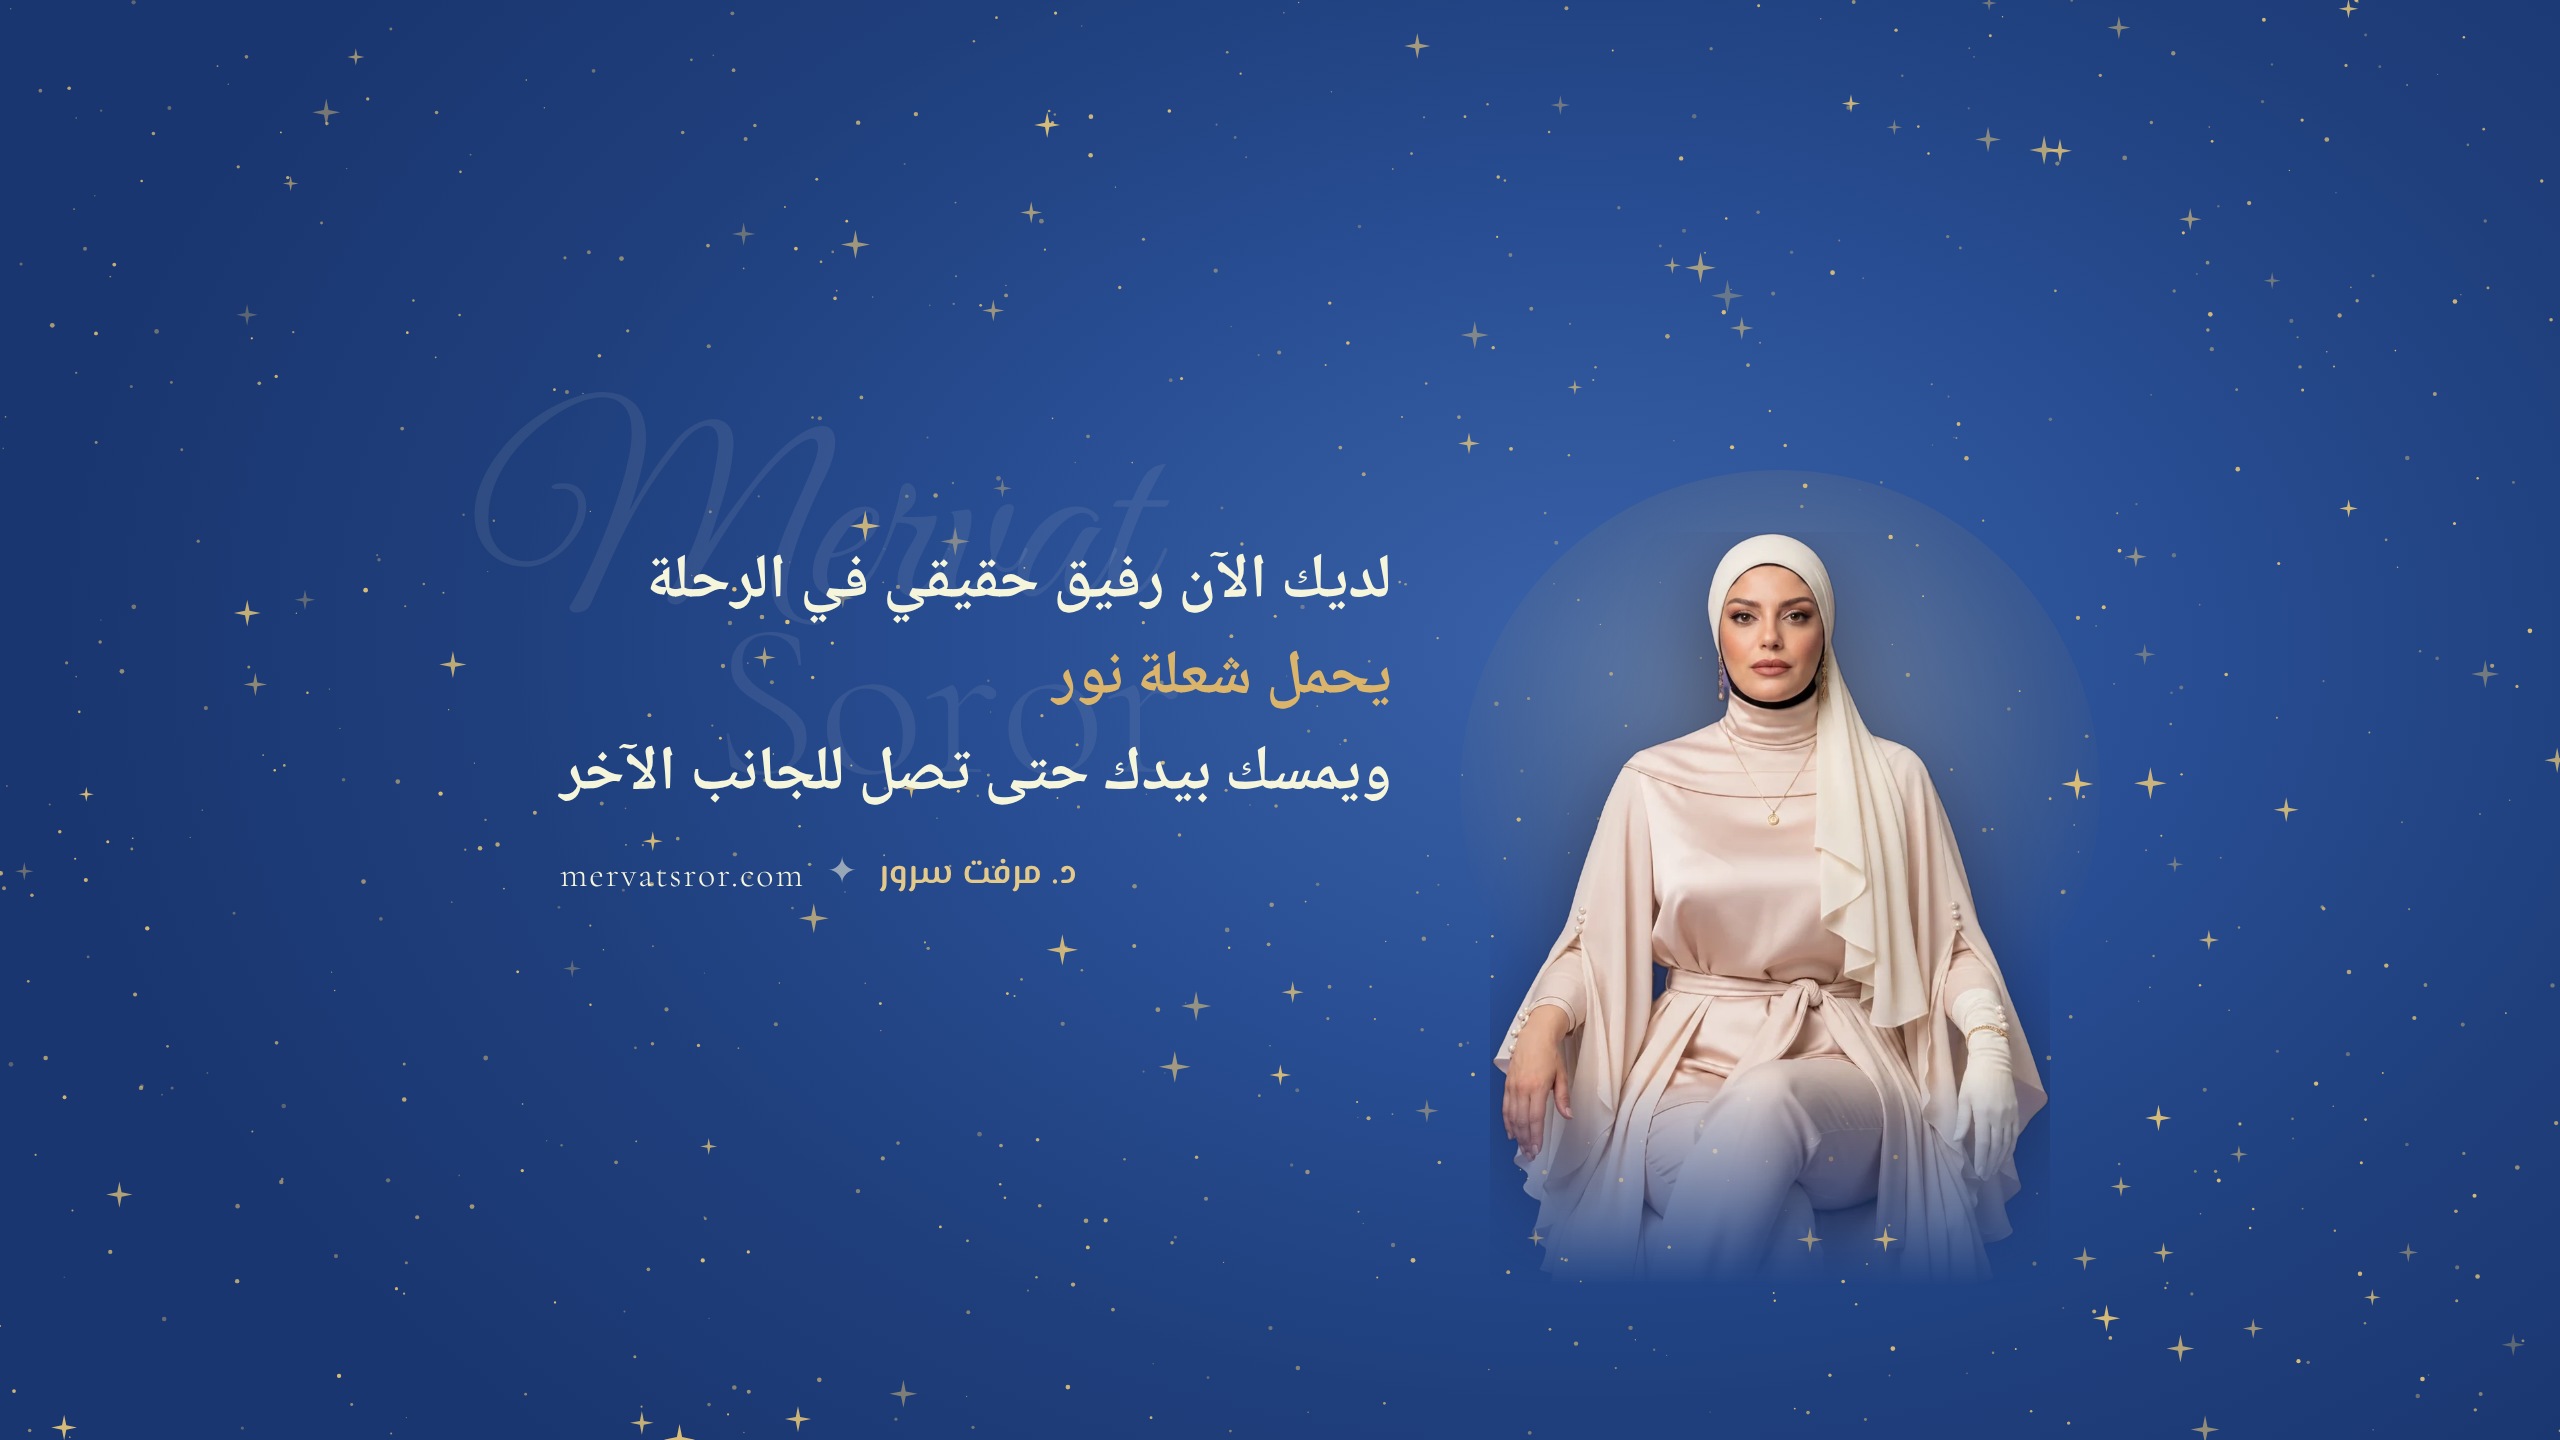 Mervat
Soror
لديك الآن رفيق حقيقي في الرحلة
يحمل شعلة نور
ويمسك بيدك حتى تصل للجانب الآخر
د. مرفت سرور ✦ mervatsror.com